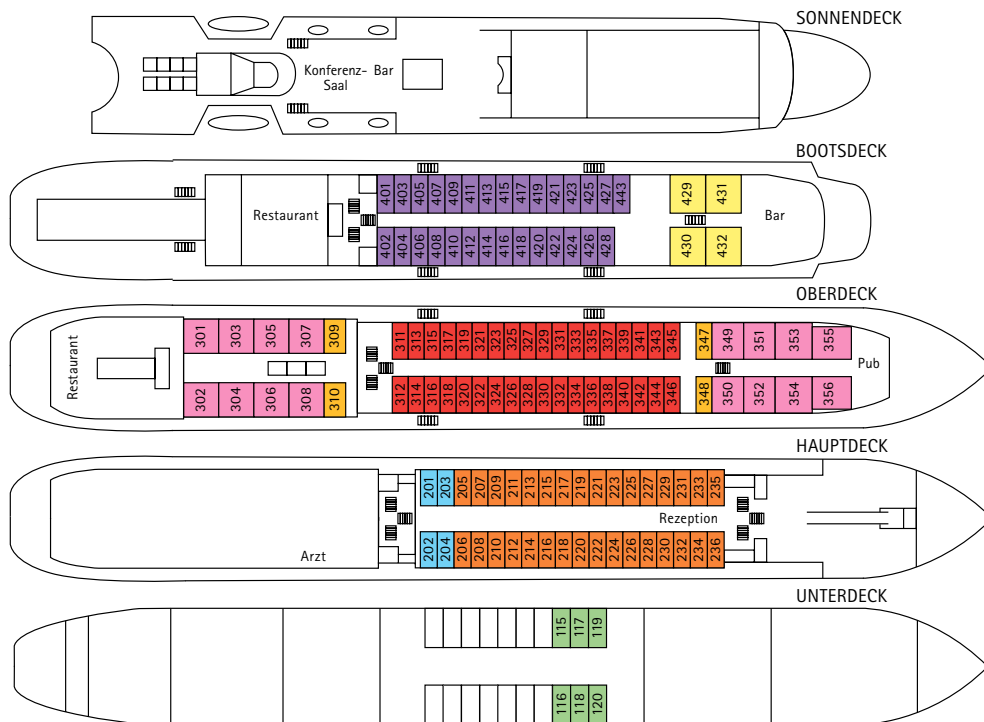 SONNENDECK
Konferenz- Bar
Saal
BOOTSDECK
401 403 405 407 409 411 413 415 417 419 421 423 425 427 443 429 431
Restaurant
Bar
402 404 406 408 410 412 414 416 418 420 422 424 426 428 430 432
OBERDECK
301 303 305 307 309 311 313 315 317 319 321 323 325 327 329 331 333 335 337 339 341 343 345 347 349 351 353 355
Restaurant
Pub
302 304 306 308 310 312 314 316 318 320 322 324 326 328 330 332 334 336 338 340 342 344 346 348 350 352 354 356
HAUPTDECK
201 203 205 207 209 211 213 215 217 219 221 223 225 227 229 231 233 235
Rezeption
Arzt
202 204 206 208 210 212 214 216 218 220 222 224 226 228 230 232 234 236
UNTERDECK
115 117 119
116 118 120